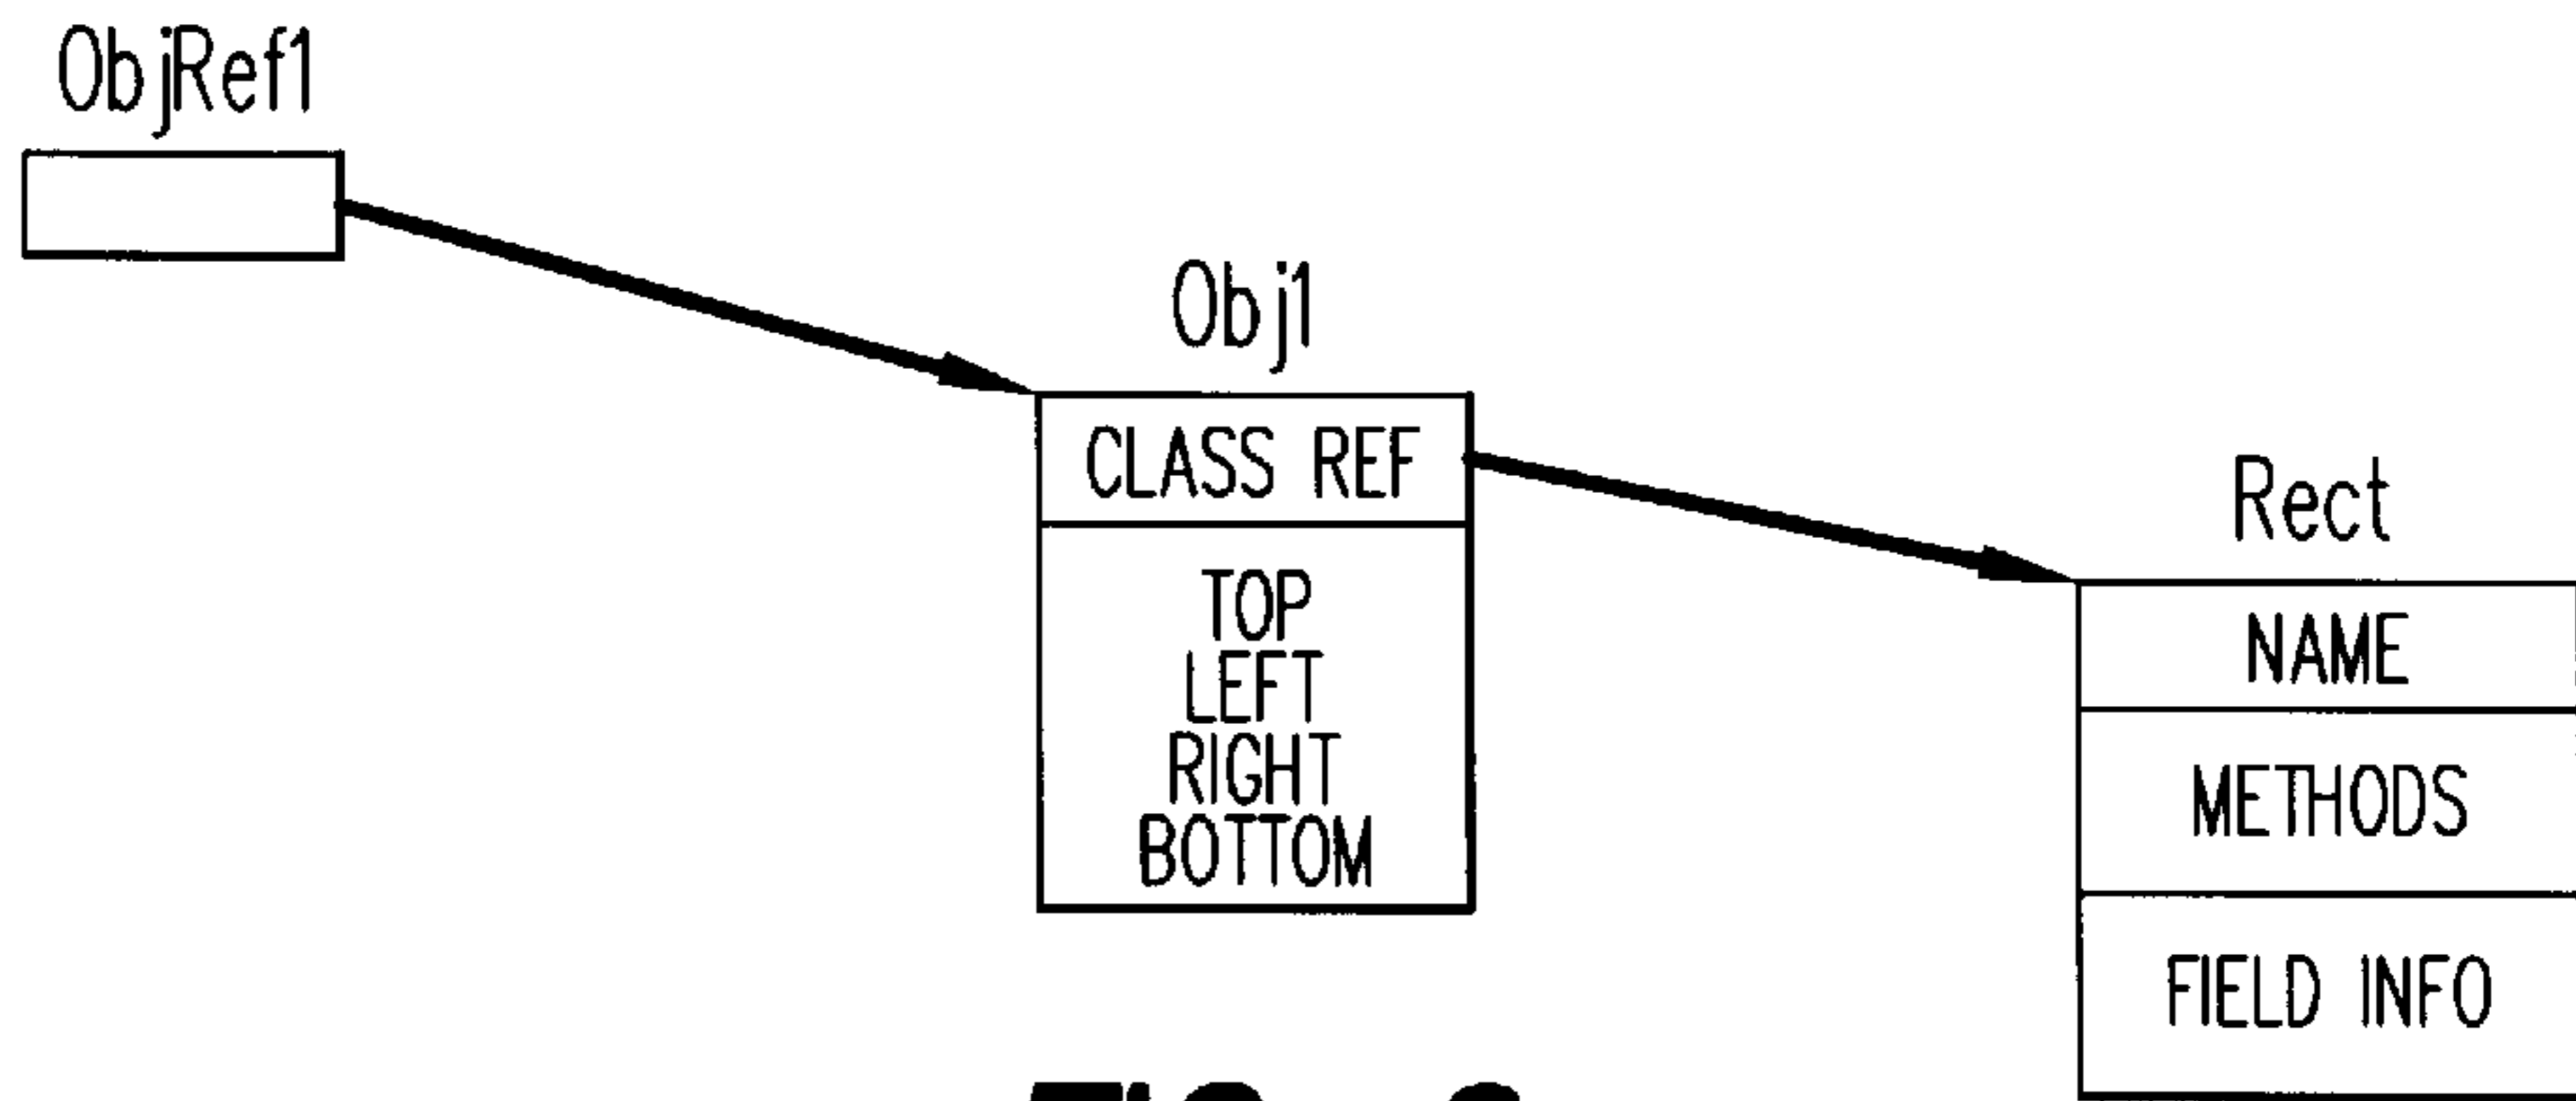 ObjRef1
Obj1
CLASS REF
TOP
LEFT
RIGHT
BOTTOM
Rect
NAME
METHODS
FIELD INFO